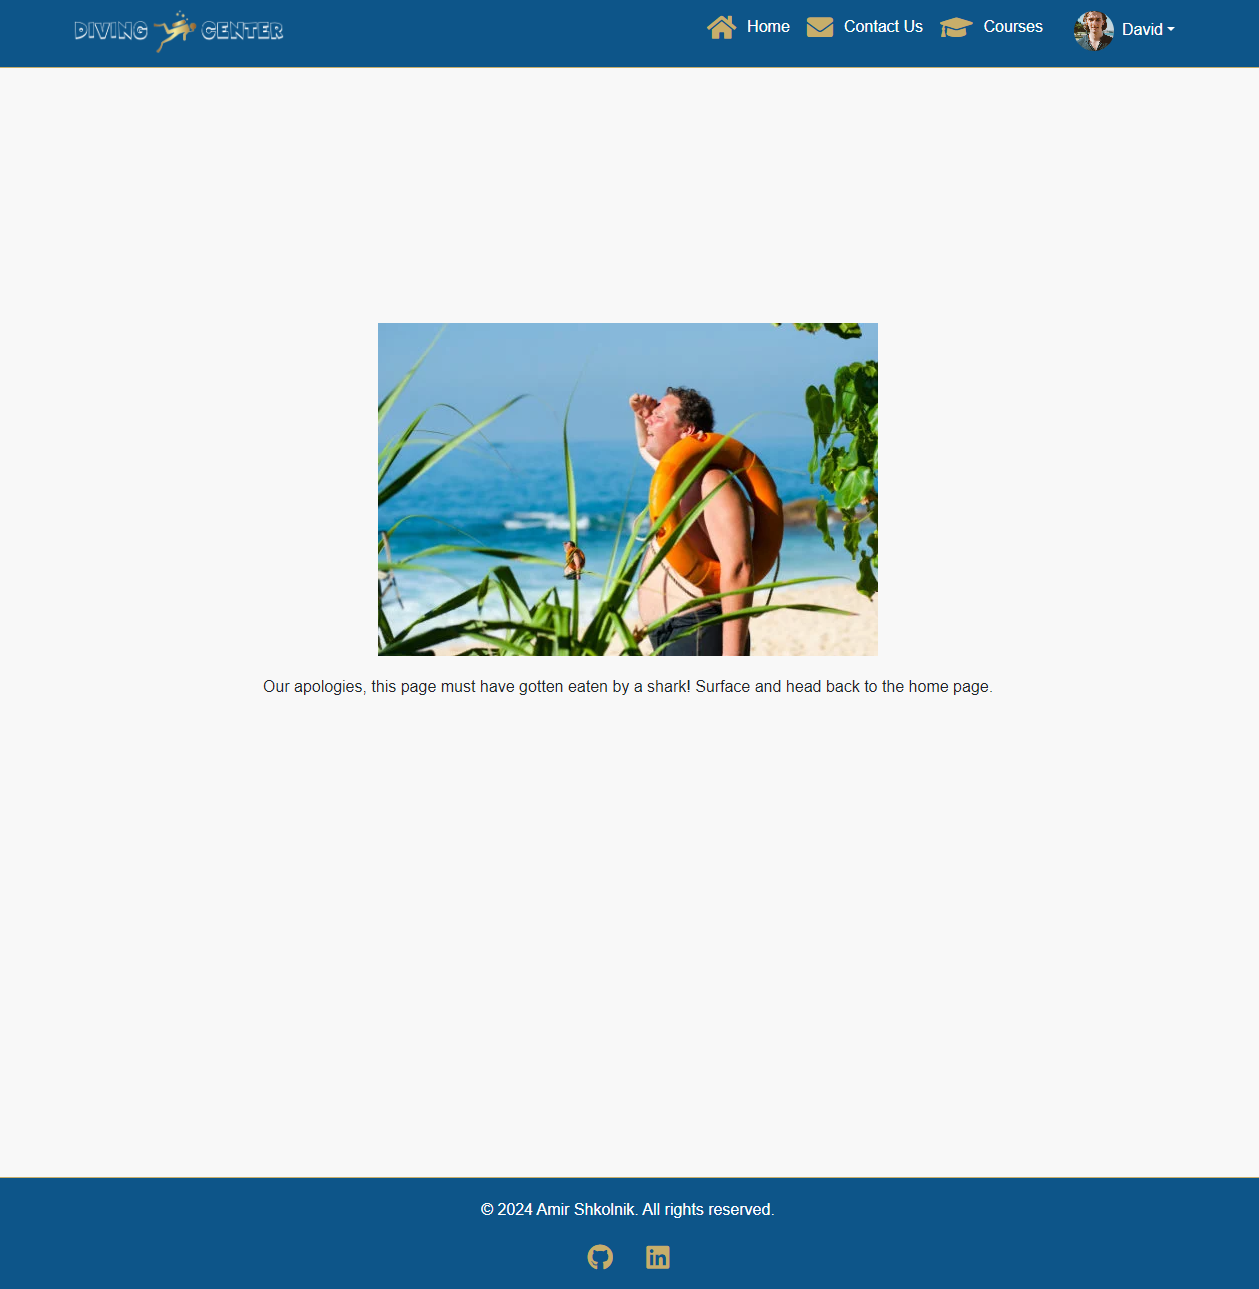 DIVING CENTER
Home
Contact Us
Courses
David
Our apologies, this page must have gotten eaten by a shark! Surface and head back to the home page.
© 2024 Amir Shkolnik. All rights reserved.
in